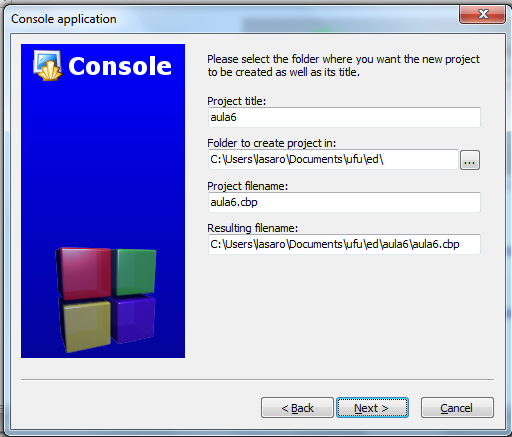 Console application
Console
Please select the folder where you want the new project
to be created as well as its title.
Project title:
aula6
Folder to create project in:
C:\Users\lasaro\Documents\ufu\ed\
...
Project filename:
aula6.cbp
Resulting filename:
C:\Users\lasaro\Documents\ufu\ed\aula6\aula6.cbp
< Back
Next >
Cancel